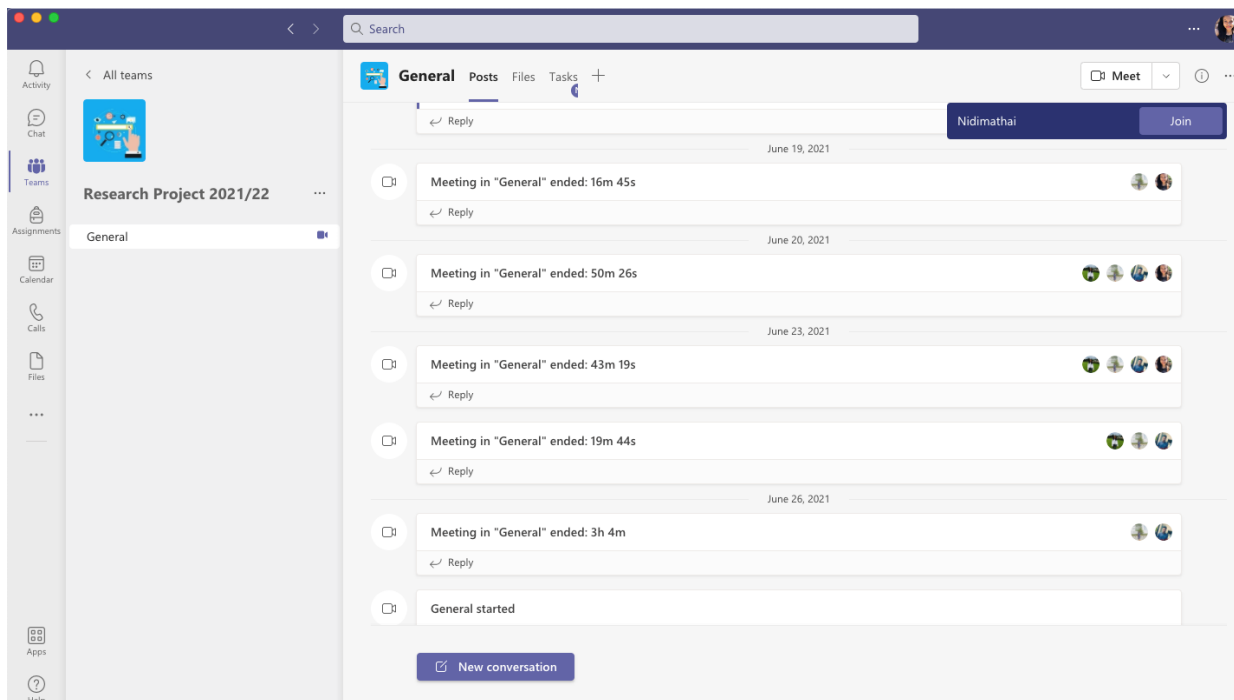 Search
Activity
Chat
Teams
Assignments
Calendar
Calls
Files
Apps
Help
All teams
Research Project 2021/22
General
General Posts Files Tasks
Meet
Nidimathai Join
Reply
June 19, 2021
Meeting in "General" ended: 16m 45s
Reply
June 20, 2021
Meeting in "General" ended: 50m 26s
Reply
June 23, 2021
Meeting in "General" ended: 43m 19s
Reply
Meeting in "General" ended: 19m 44s
Reply
June 26, 2021
Meeting in "General" ended: 3h 4m
Reply
General started
New conversation